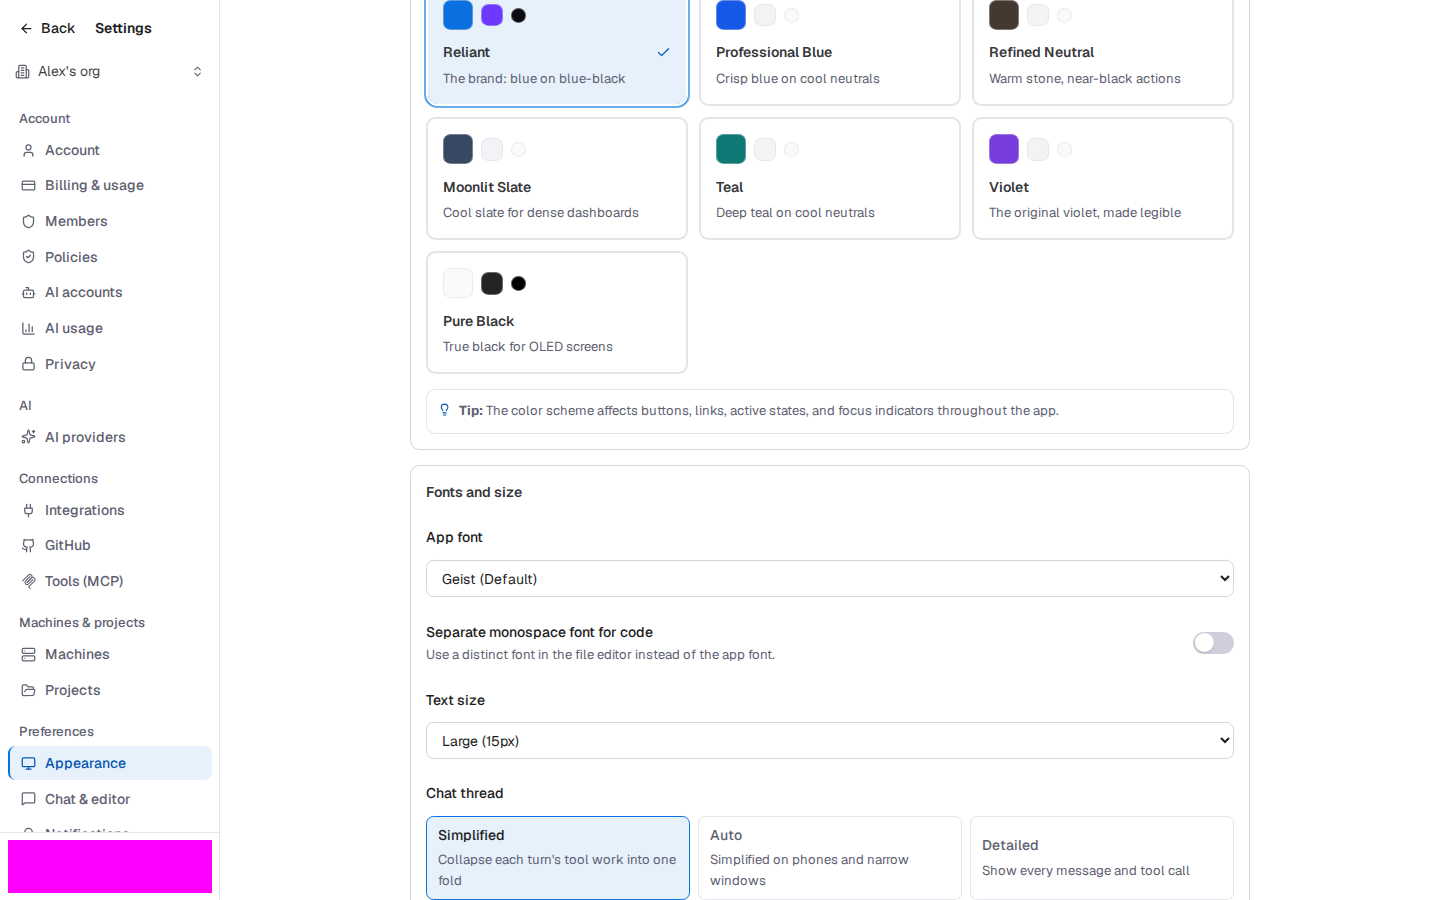 Back Settings
Alex's org
Account
Account
Billing & usage
Members
Policies
AI accounts
AI usage
Privacy
AI
AI providers
Connections
Integrations
GitHub
Tools (MCP)
Machines & projects
Machines
Projects
Preferences
Appearance
Chat & editor
Reliant
The brand: blue on blue-black
Professional Blue
Crisp blue on cool neutrals
Refined Neutral
Warm stone, near-black actions
Moonlit Slate
Cool slate for dense dashboards
Teal
Deep teal on cool neutrals
Violet
The original violet, made legible
Pure Black
True black for OLED screens
Tip: The color scheme affects buttons, links, active states, and focus indicators throughout the app.
Fonts and size
App font
Geist (Default)
Separate monospace font for code
Use a distinct font in the file editor instead of the app font.
Text size
Large (15px)
Chat thread
Simplified
Collapse each turn's tool work into one
fold
Auto
Simplified on phones and narrow
windows
Detailed
Show every message and tool call